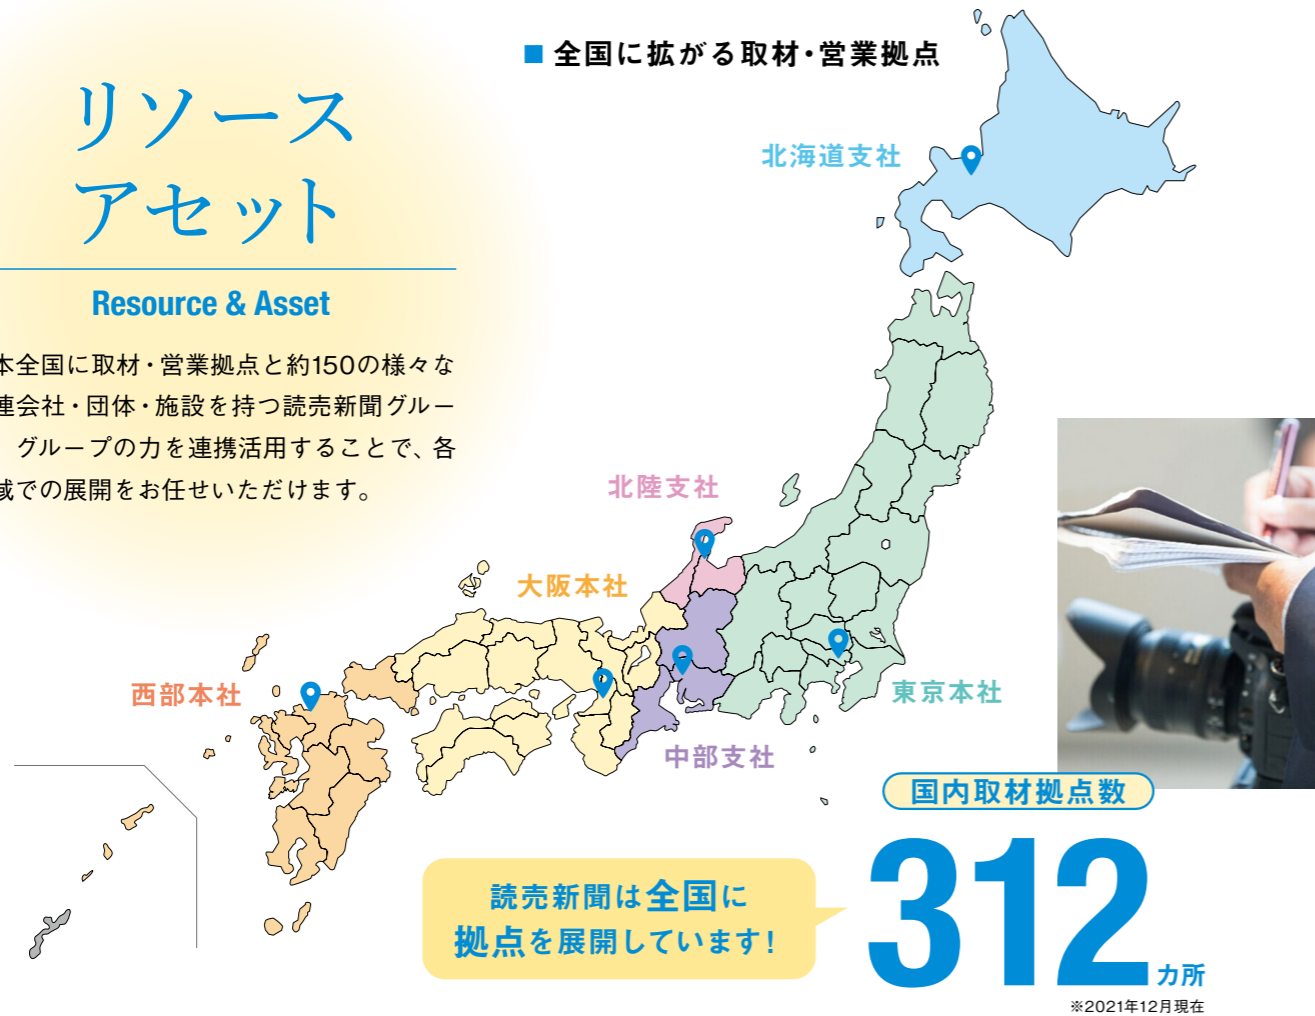 リソース
アセット
Resource & Asset
本全国に取材・営業拠点と約150の様々な
連会社・団体・施設を持つ読売新聞グルー
グループの力を連携活用することで、各
域での展開をお任せいただけます。
■ 全国に拡がる取材・営業拠点
北海道支社
北陸支社
大阪本社
西部本社
東京本社
中部支社
国内取材拠点数
312カ所
※2021年12月現在
読売新聞は全国に
拠点を展開しています!